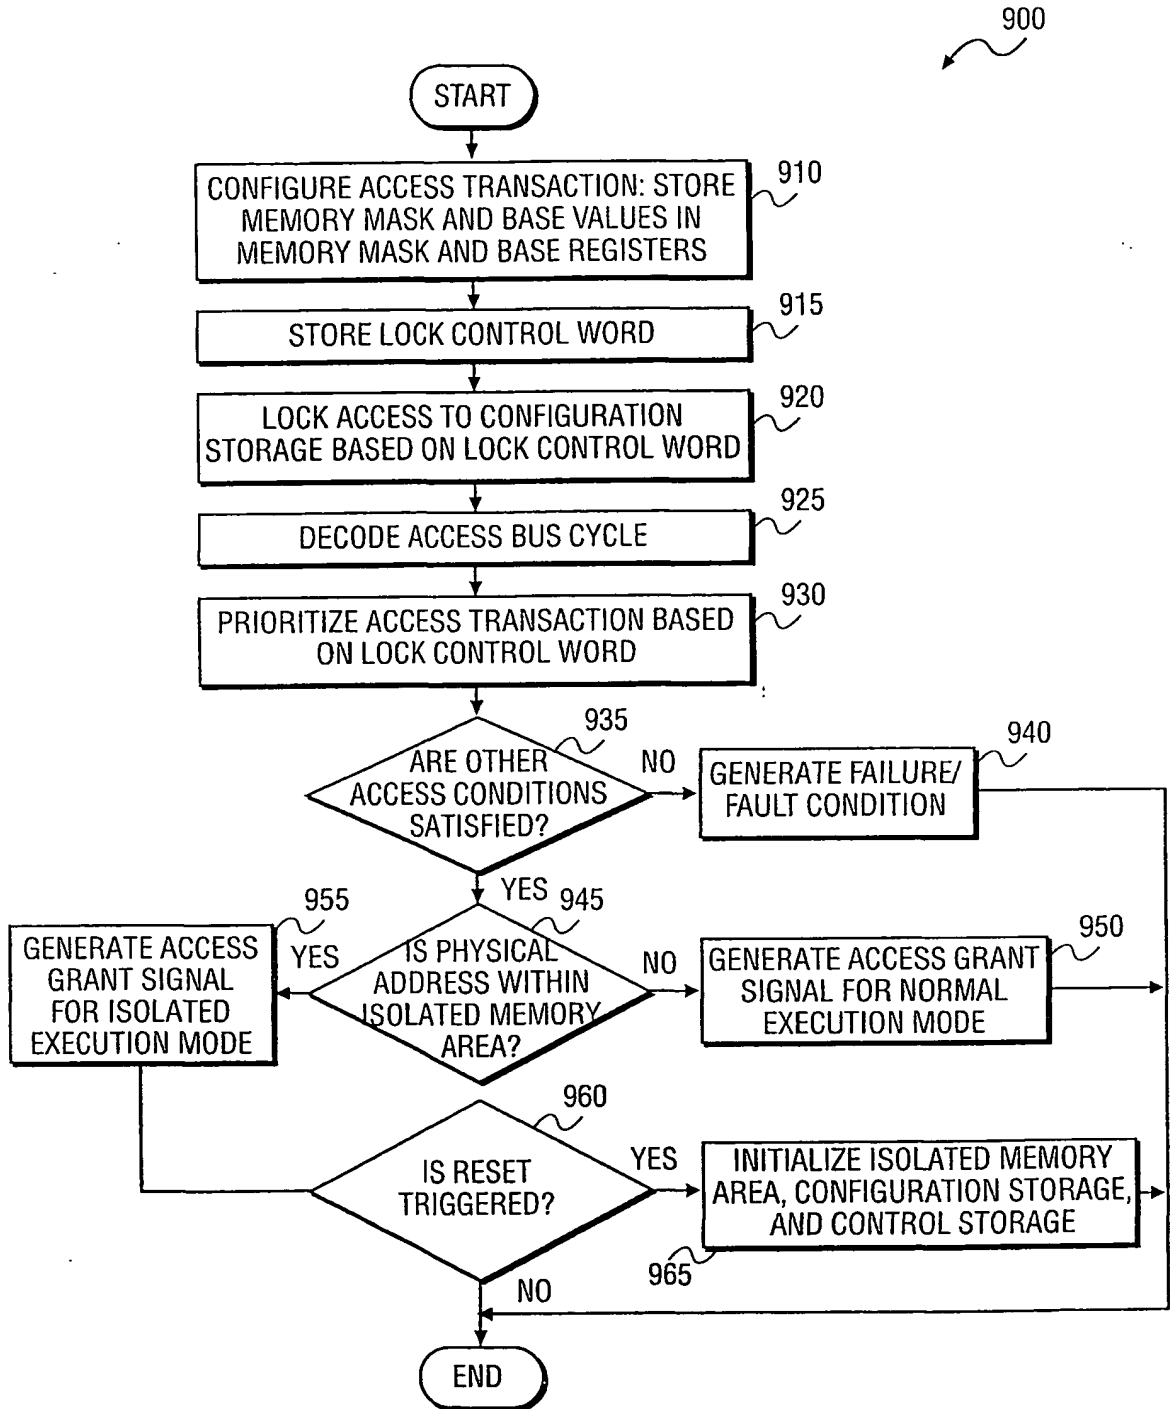 900
START
CONFIGURE ACCESS TRANSACTION: STORE
MEMORY MASK AND BASE VALUES IN
MEMORY MASK AND BASE REGISTERS
910
STORE LOCK CONTROL WORD
915
LOCK ACCESS TO CONFIGURATION
STORAGE BASED ON LOCK CONTROL WORD
920
DECODE ACCESS BUS CYCLE
925
PRIORITIZE ACCESS TRANSACTION BASED
ON LOCK CONTROL WORD
930
ARE OTHER
ACCESS CONDITIONS
SATISFIED?
935
NO
GENERATE FAILURE/
FAULT CONDITION
940
YES
IS PHYSICAL
ADDRESS WITHIN
ISOLATED MEMORY
AREA?
945
YES
GENERATE ACCESS
GRANT SIGNAL
FOR ISOLATED
EXECUTION MODE
955
NO
GENERATE ACCESS GRANT
SIGNAL FOR NORMAL
EXECUTION MODE
950
IS RESET
TRIGGERED?
960
YES
INITIALIZE ISOLATED MEMORY
AREA, CONFIGURATION STORAGE,
AND CONTROL STORAGE
965
NO
END